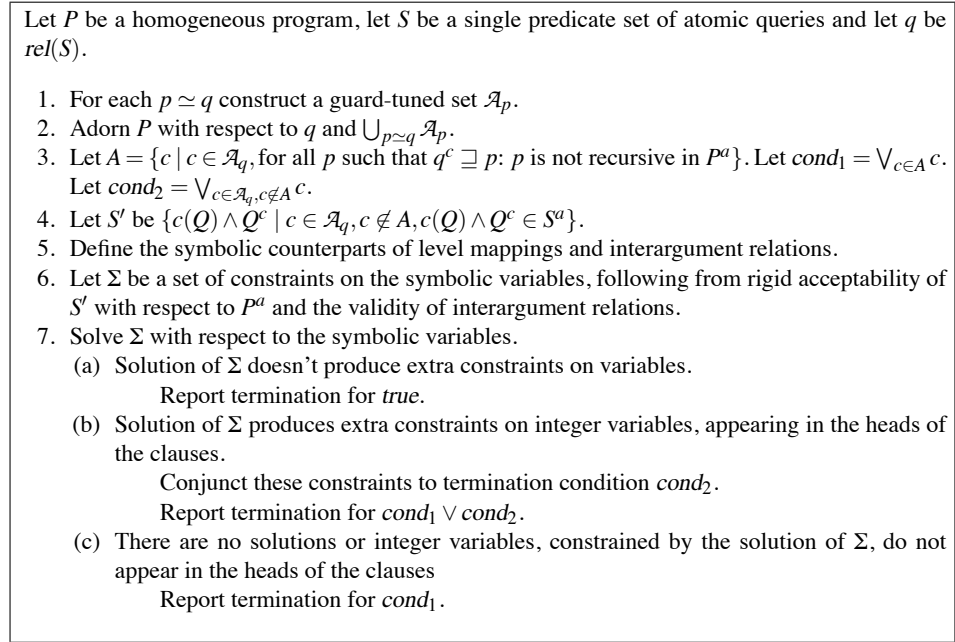 Let P be a homogeneous program, let S be a single predicate set of atomic queries and let q be
rel(S).
1. For each p ≃ q construct a guard-tuned set 𝒜_p.
2. Adorn P with respect to q and ⋃_{p≃q} 𝒜_p.
3. Let A = {c | c ∈ 𝒜_q, for all p such that q^c ⊒ p: p is not recursive in P^a}. Let cond_1 = ⋁_{c∈A} c.
Let cond_2 = ⋁_{c∈𝒜_q, c∉A} c.
4. Let S′ be {c(Q) ∧ Q^c | c ∈ 𝒜_q, c ∉ A, c(Q) ∧ Q^c ∈ S^a}.
5. Define the symbolic counterparts of level mappings and interargument relations.
6. Let Σ be a set of constraints on the symbolic variables, following from rigid acceptability of
S′ with respect to P^a and the validity of interargument relations.
7. Solve Σ with respect to the symbolic variables.
(a) Solution of Σ doesn't produce extra constraints on variables.
Report termination for true.
(b) Solution of Σ produces extra constraints on integer variables, appearing in the heads of
the clauses.
Conjunct these constraints to termination condition cond_2.
Report termination for cond_1 ∨ cond_2.
(c) There are no solutions or integer variables, constrained by the solution of Σ, do not
appear in the heads of the clauses
Report termination for cond_1.